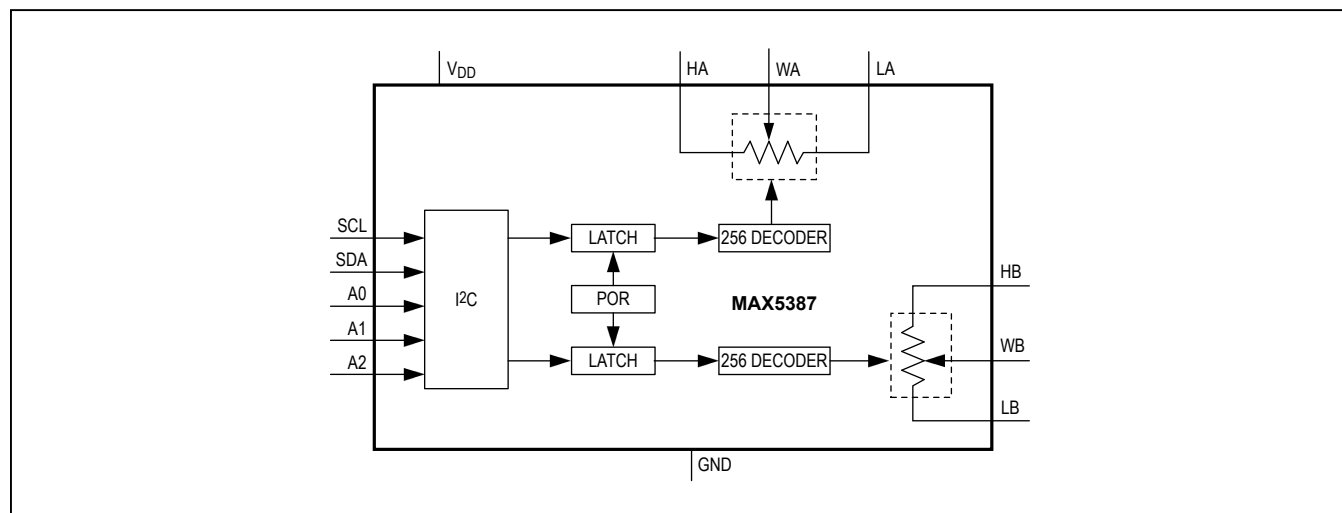 VDD
HA
WA
LA
SCL
SDA
A0
A1
A2
I2C
LATCH
256 DECODER
POR
MAX5387
LATCH
256 DECODER
HB
WB
LB
GND